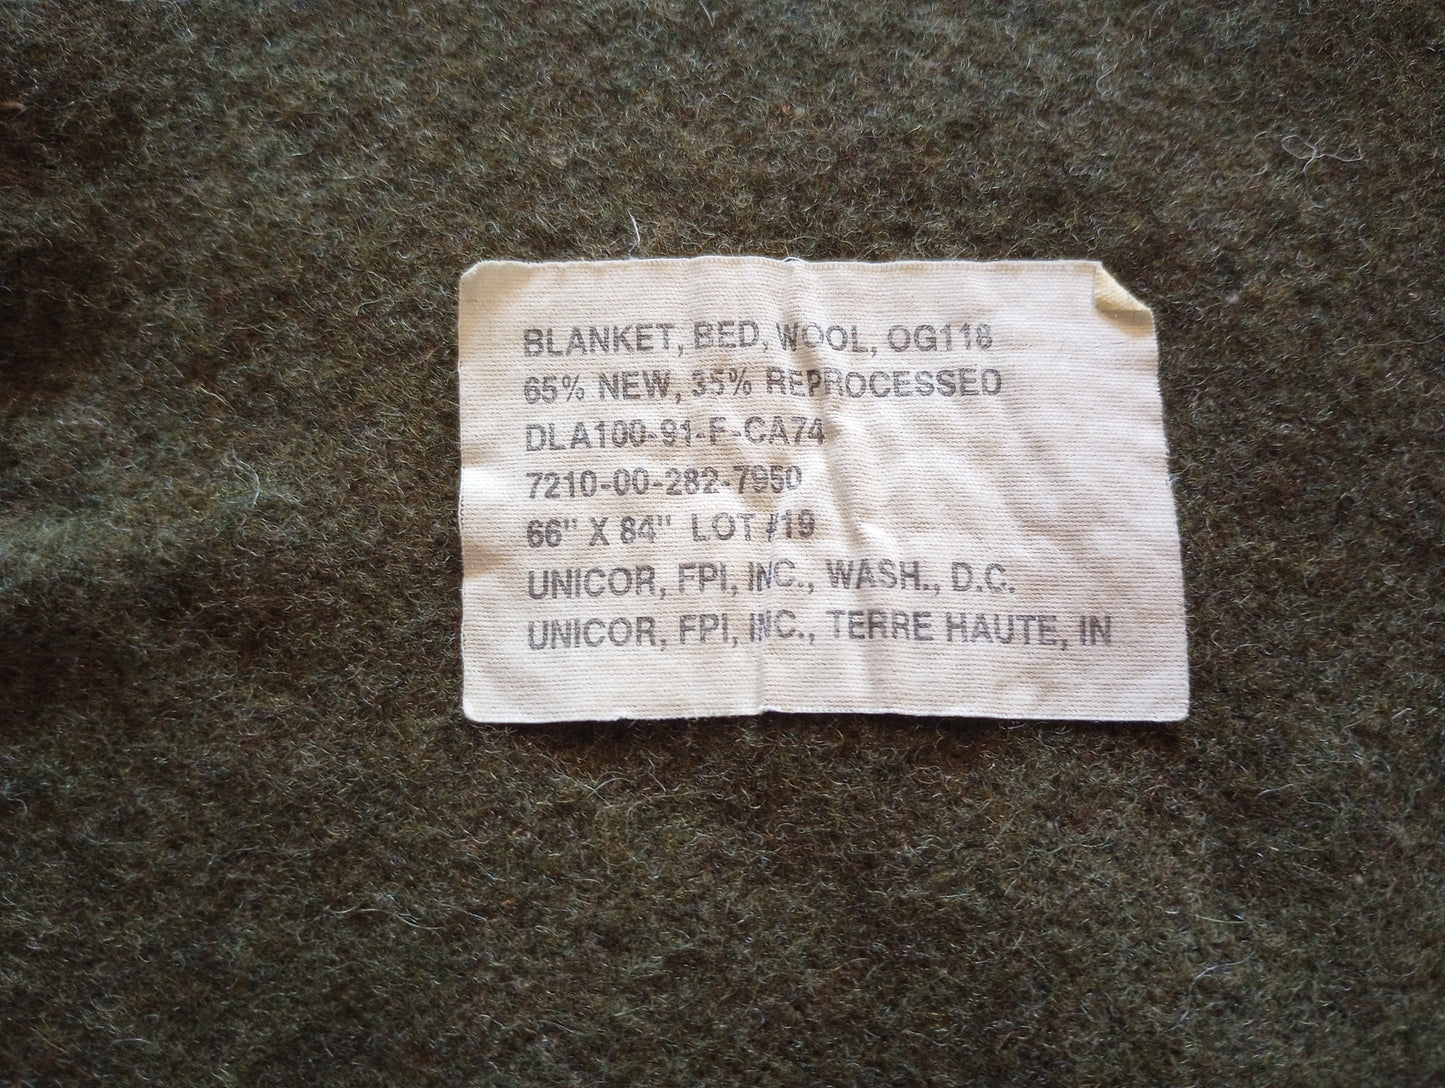 BLANKET, BED, WOOL, OG118
65% NEW, 35% REPROCESSED
DLA100-91-F-CA74
7210-00-282-7950
66" X 84" LOT #19
UNICOR, FPI, INC., WASH., D.C.
UNICOR, FPI, INC., TERRE HAUTE, IN